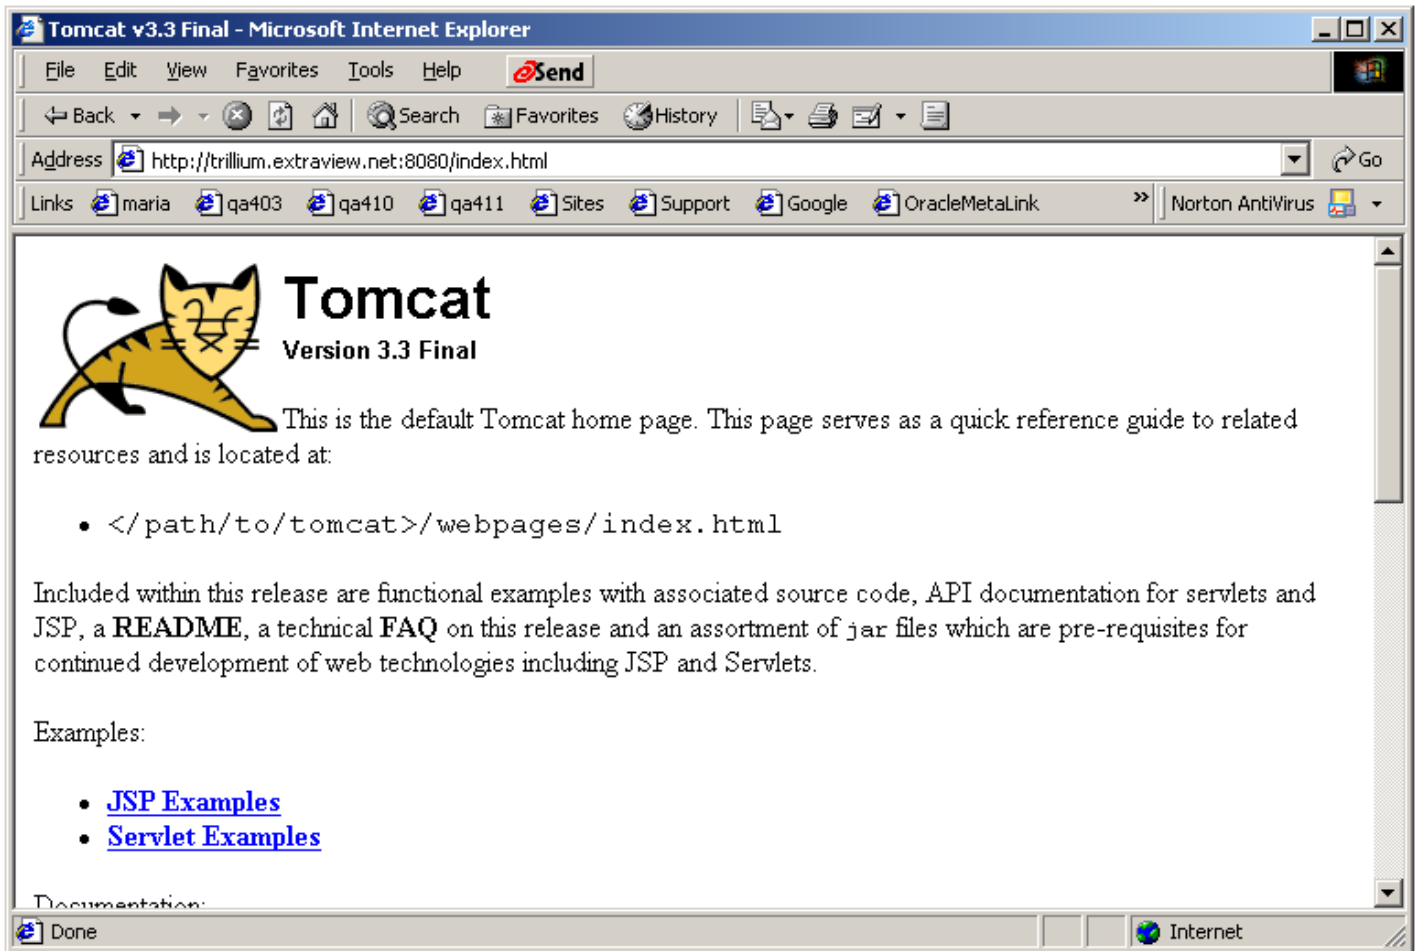 Tomcat v3.3 Final - Microsoft Internet Explorer
File Edit View Favorites Tools Help Send
Back Search Favorites History
Address http://trillium.extraview.net:8080/index.html Go
Links maria qa403 qa410 qa411 Sites Support Google OracleMetaLink » Norton AntiVirus
Tomcat
Version 3.3 Final
This is the default Tomcat home page. This page serves as a quick reference guide to related
resources and is located at:
• </path/to/tomcat>/webpages/index.html
Included within this release are functional examples with associated source code, API documentation for servlets and
JSP, a README, a technical FAQ on this release and an assortment of jar files which are pre-requisites for
continued development of web technologies including JSP and Servlets.
Examples:
• JSP Examples
• Servlet Examples
Documentation:
Done Internet